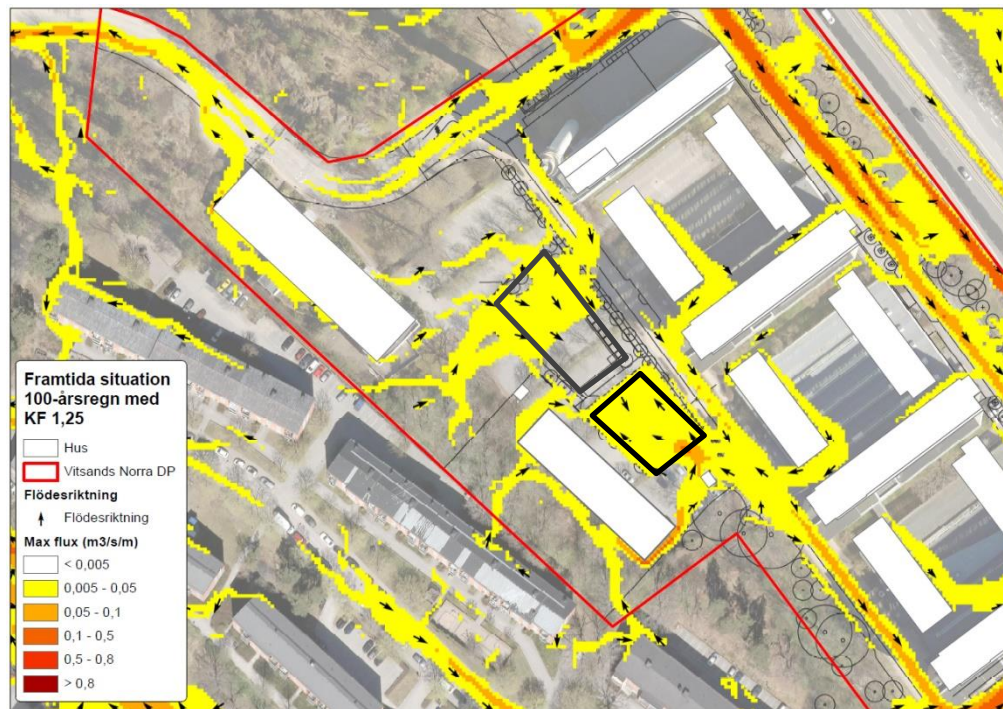 Framtida situation
100-årsregn med
KF 1,25
Hus
Vitsands Norra DP
Flödesriktning
Flödesriktning
Max flux (m3/s/m)
< 0,005
0,005 - 0,05
0,05 - 0,1
0,1 - 0,5
0,5 - 0,8
> 0,8